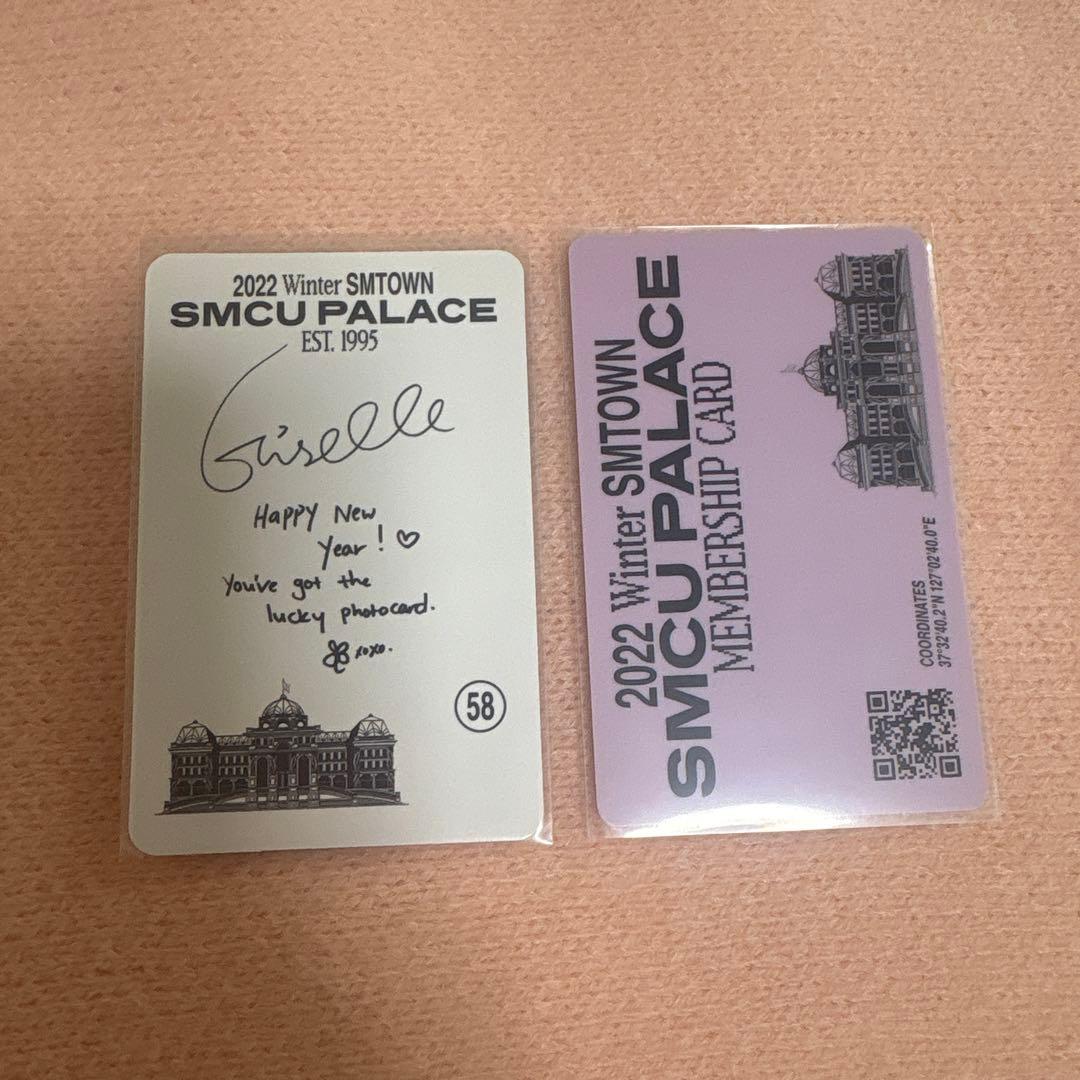 2022 Winter SMTOWN
SMCU PALACE
EST. 1995
Giselle
Happy New
Year! ♡
You've got the
lucky photocard.
xoxo.
58
2022 Winter SMTOWN
SMCU PALACE
MEMBERSHIP CARD
COORDINATES
37°32'40.2"N 127°02'40.0"E